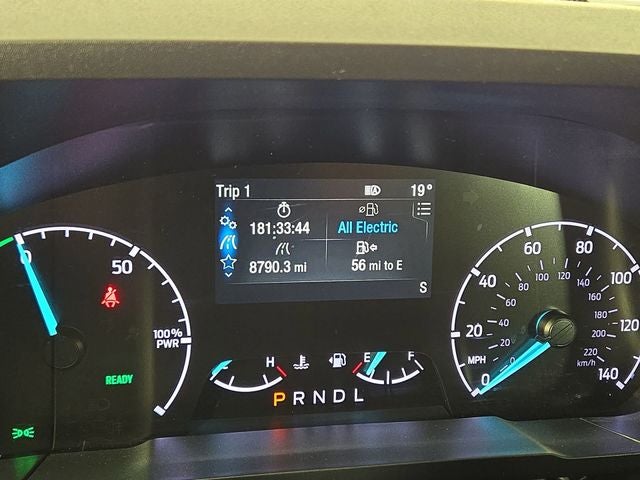 Trip 1 A 19°
181:33:44 All Electric
8790.3 mi 56 mi to E
S
0 50 100% PWR
READY
H E F
P R N D L
0 20 40 60 80 100 120 140
MPH
0 20 40 60 80 100 120 140 160 180 200 220
km/h